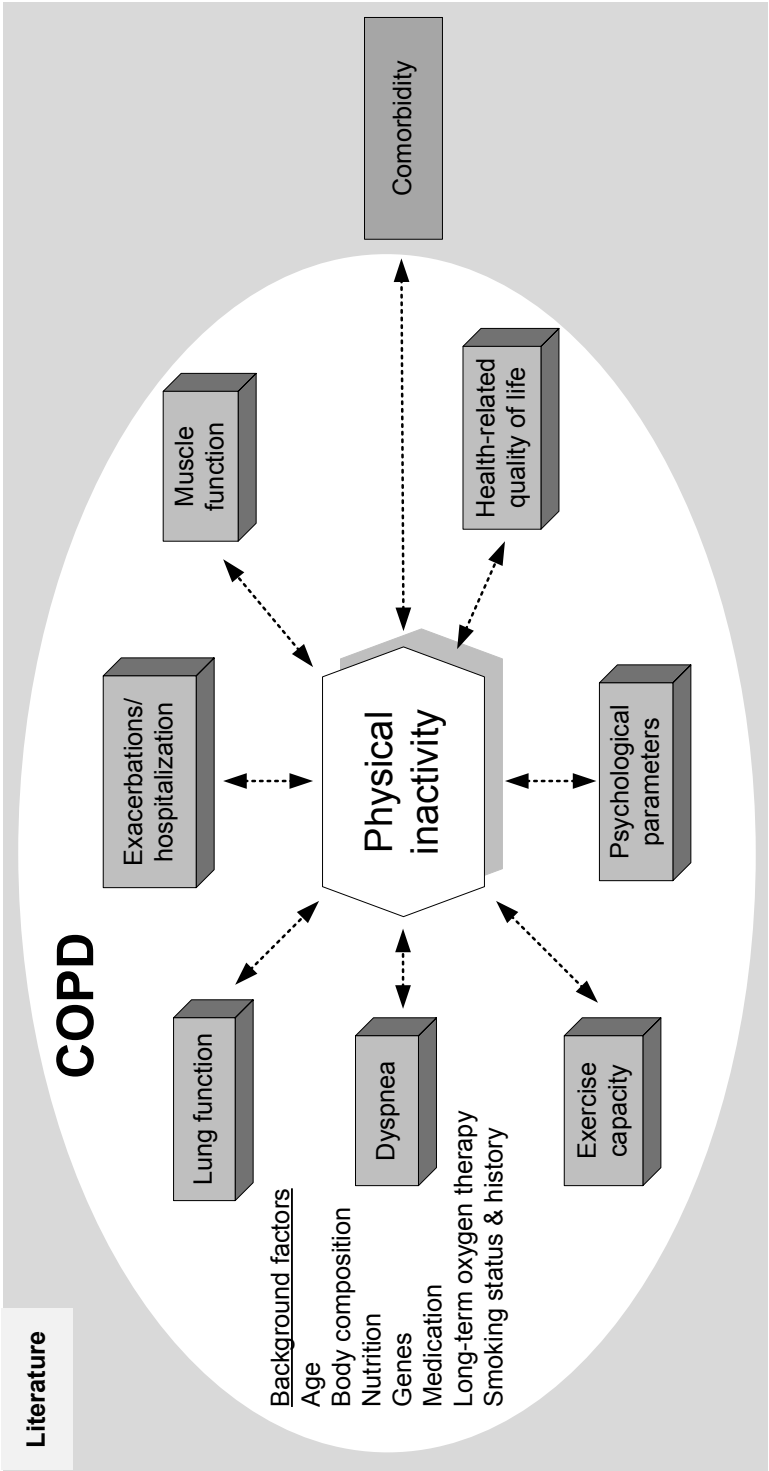 Literature
COPD
Lung function
Exacerbations/
hospitalization
Muscle
function
Background factors
Age
Body composition
Nutrition
Genes
Medication
Long-term oxygen therapy
Smoking status & history
Dyspnea
Physical
inactivity
Comorbidity
Exercise
capacity
Psychological
parameters
Health-related
quality of life